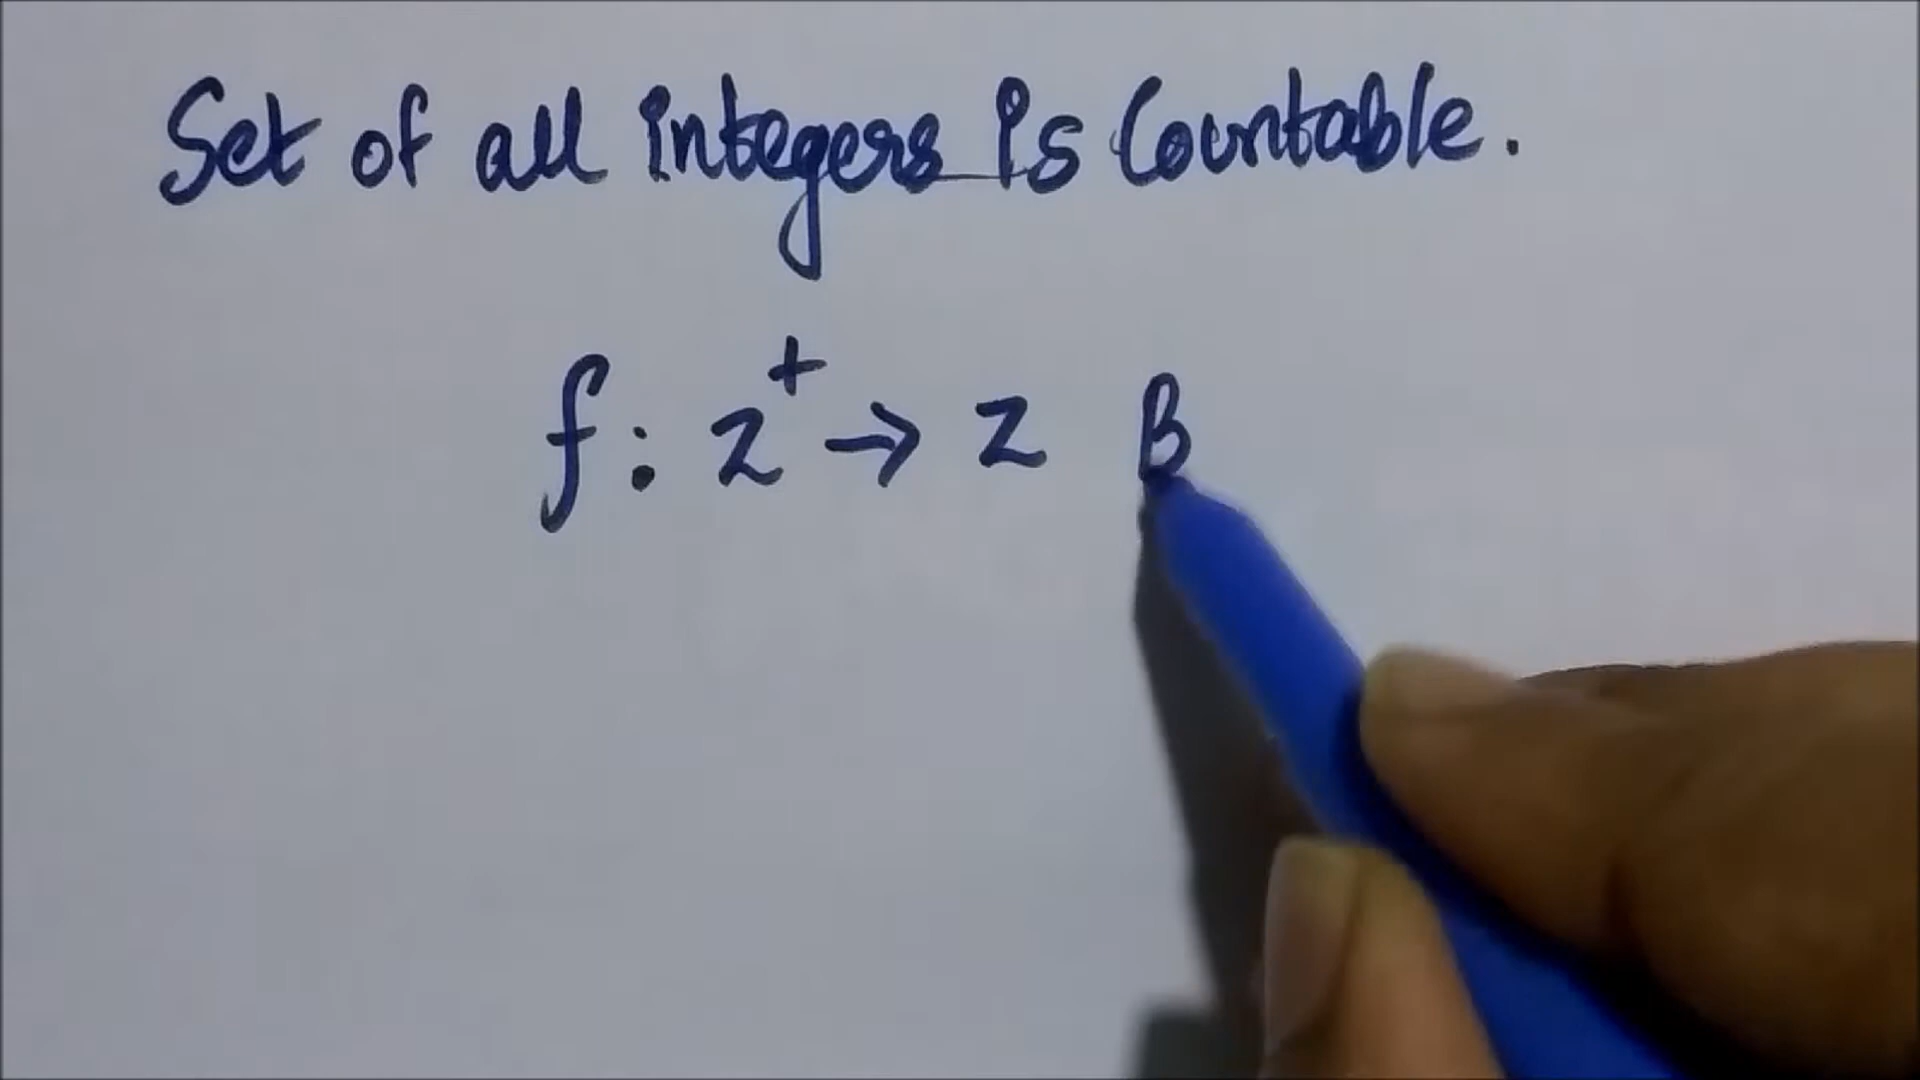 Set of all integers is Countable.
f: z⁺ → z B